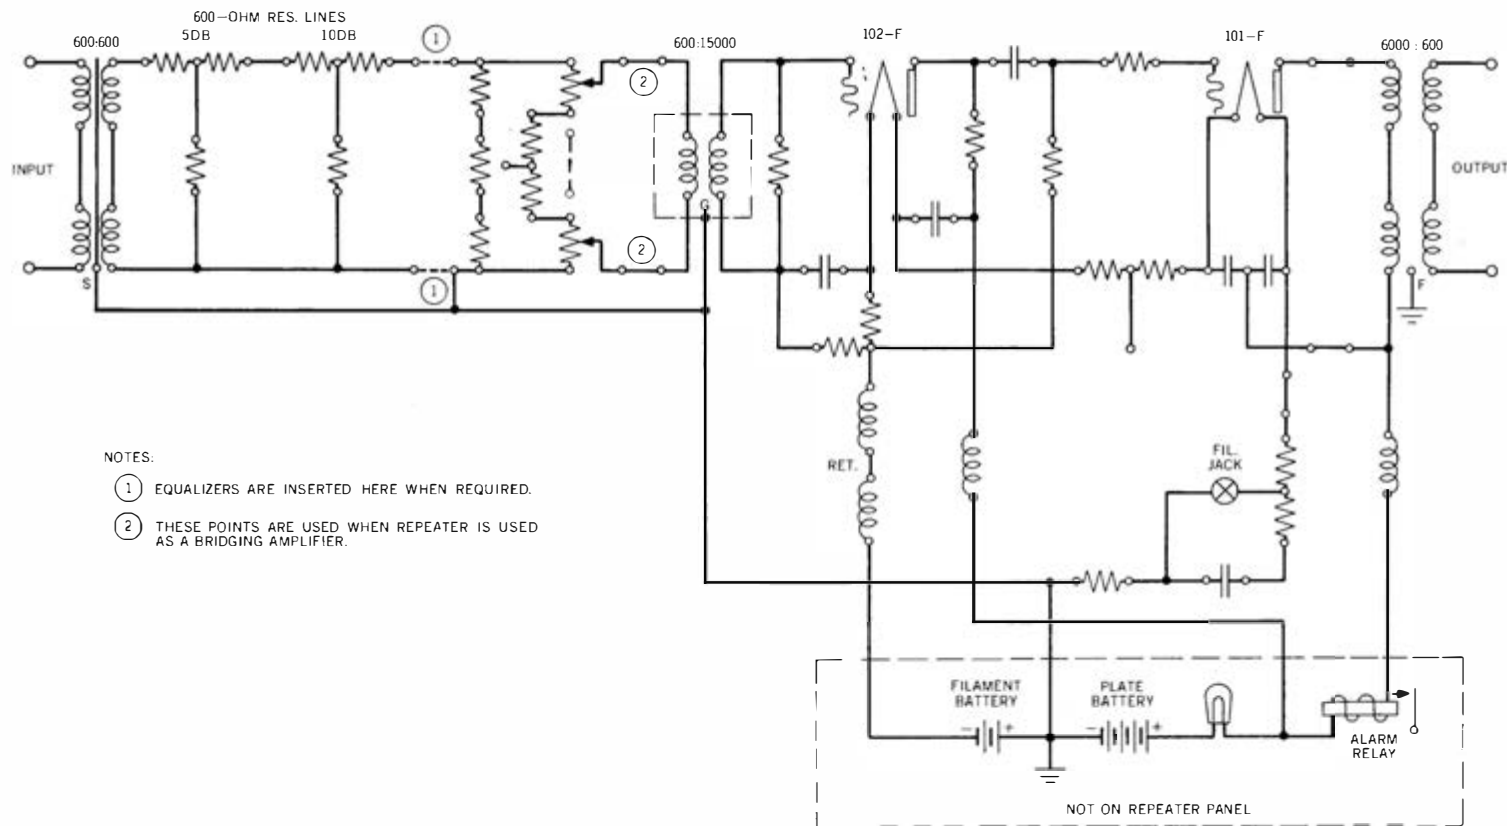 600-OHM RES. LINES
5DB
10DB
600:600
1
600:15000
102-F
101-F
6000 : 600
2
INPUT
OUTPUT
G
2
S
1
F
NOTES:
1 EQUALIZERS ARE INSERTED HERE WHEN REQUIRED.
2 THESE POINTS ARE USED WHEN REPEATER IS USED
AS A BRIDGING AMPLIFIER.
RET.
FIL.
JACK
FILAMENT
BATTERY
- +
PLATE
BATTERY
- +
ALARM
RELAY
NOT ON REPEATER PANEL